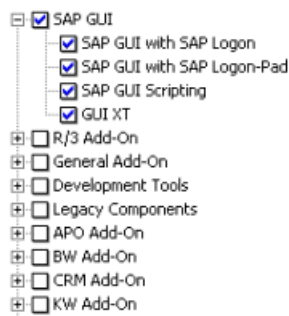 SAP GUI
SAP GUI with SAP Logon
SAP GUI with SAP Logon-Pad
SAP GUI Scripting
GUI XT
R/3 Add-On
General Add-On
Development Tools
Legacy Components
APO Add-On
BW Add-On
CRM Add-On
KW Add-On